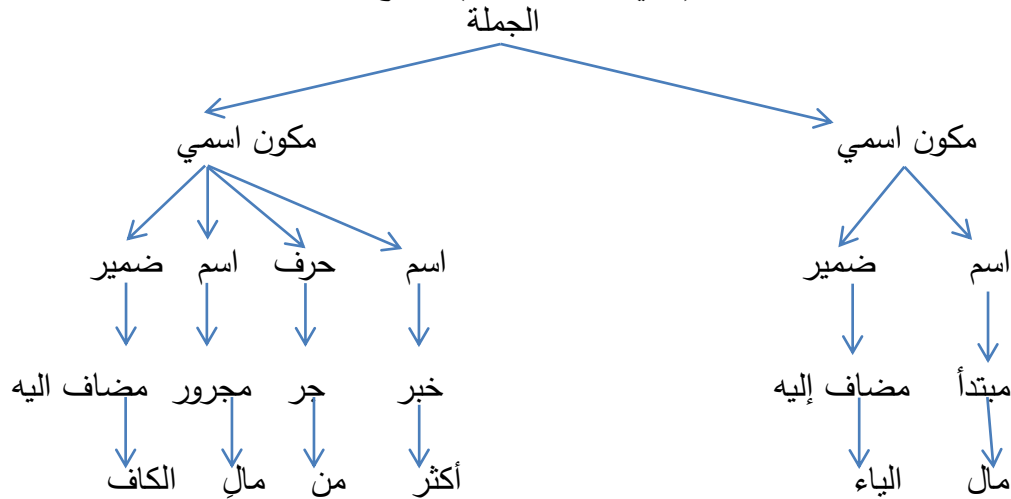 الجملة
مكون اسمي مكون اسمي
اسم ضمير اسم حرف اسم ضمير
مبتدأ مضاف إليه خبر جر مجرور مضاف اليه
مال الياء أكثر من مالِ الكاف